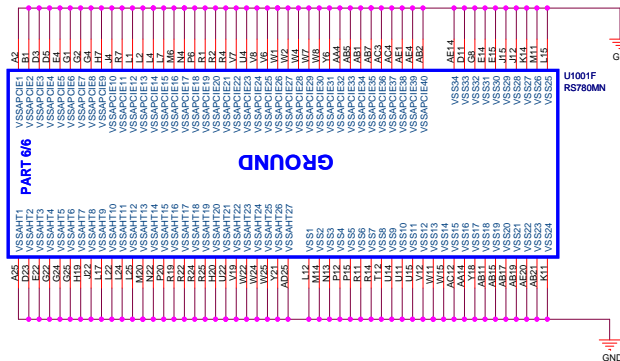 A2
B1
D3
D5
E4
G1
G2
G4
H7
J4
R7
L1
L2
L4
L7
M6
N4
P6
R1
R2
R4
V7
U4
V8
V6
W1
W2
W4
W7
W8
Y6
AA4
AB5
AB1
AB7
AC3
AC4
AE1
AE4
AB2
AE14
D11
G8
E14
E15
J15
J12
K14
M11
L15
G
VSSAPCIE1
VSSAPCIE2
VSSAPCIE3
VSSAPCIE4
VSSAPCIE5
VSSAPCIE6
VSSAPCIE7
VSSAPCIE8
VSSAPCIE9
VSSAPCIE10
VSSAPCIE11
VSSAPCIE12
VSSAPCIE13
VSSAPCIE14
VSSAPCIE15
VSSAPCIE16
VSSAPCIE17
VSSAPCIE18
VSSAPCIE19
VSSAPCIE20
VSSAPCIE21
VSSAPCIE22
VSSAPCIE23
VSSAPCIE24
VSSAPCIE25
VSSAPCIE26
VSSAPCIE27
VSSAPCIE28
VSSAPCIE29
VSSAPCIE30
VSSAPCIE31
VSSAPCIE32
VSSAPCIE33
VSSAPCIE34
VSSAPCIE35
VSSAPCIE36
VSSAPCIE37
VSSAPCIE38
VSSAPCIE39
VSSAPCIE40
VSS34
VSS33
VSS32
VSS31
VSS30
VSS29
VSS28
VSS27
VSS26
VSS25
U1001F
RS780MN
PART 6/6
GROUND
VSSAHT1
VSSAHT2
VSSAHT3
VSSAHT4
VSSAHT5
VSSAHT6
VSSAHT7
VSSAHT8
VSSAHT9
VSSAHT10
VSSAHT11
VSSAHT12
VSSAHT13
VSSAHT14
VSSAHT15
VSSAHT16
VSSAHT17
VSSAHT18
VSSAHT19
VSSAHT20
VSSAHT21
VSSAHT22
VSSAHT23
VSSAHT24
VSSAHT25
VSSAHT26
VSSAHT27
VSS1
VSS2
VSS3
VSS4
VSS5
VSS6
VSS7
VSS8
VSS9
VSS10
VSS11
VSS12
VSS13
VSS14
VSS15
VSS16
VSS17
VSS18
VSS19
VSS20
VSS21
VSS22
VSS23
VSS24
A25
D23
E22
G22
G24
G25
H19
J22
L17
L22
L24
L25
M20
N22
P20
R19
R22
R24
R25
H20
U22
V19
W22
W24
W25
Y21
AD25
L12
M14
N13
P12
P15
R11
R14
T12
U14
U11
U15
V12
W11
W15
AC12
AA14
Y18
AB11
AB15
AB17
AB19
AE20
AB21
K11
GND